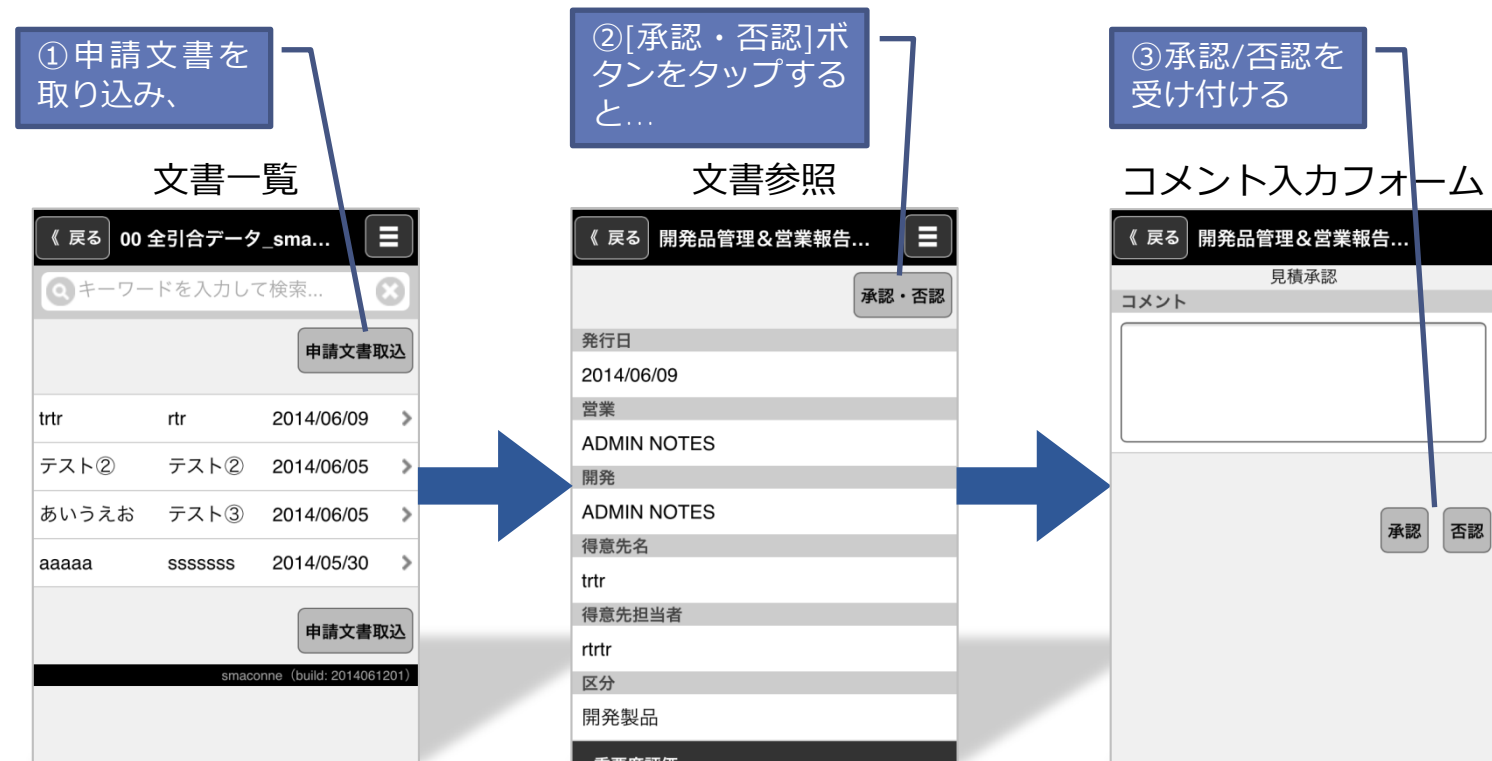 ①申請文書を
取り込み、
②[承認・否認]ボ
タンをタップする
と…
③承認/否認を
受け付ける
文書一覧
文書参照
コメント入力フォーム
《 戻る 00 全引合データ_sma...
キーワードを入力して検索...
申請文書取込
trtr rtr 2014/06/09
テスト② テスト② 2014/06/05
あいうえお テスト③ 2014/06/05
aaaaa sssssss 2014/05/30
申請文書取込
smaconne（build: 2014061201）
《 戻る 開発品管理＆営業報告...
承認・否認
発行日
2014/06/09
営業
ADMIN NOTES
開発
ADMIN NOTES
得意先名
trtr
得意先担当者
rtrtr
区分
開発製品
重要度評価
《 戻る 開発品管理＆営業報告...
見積承認
コメント
承認 否認